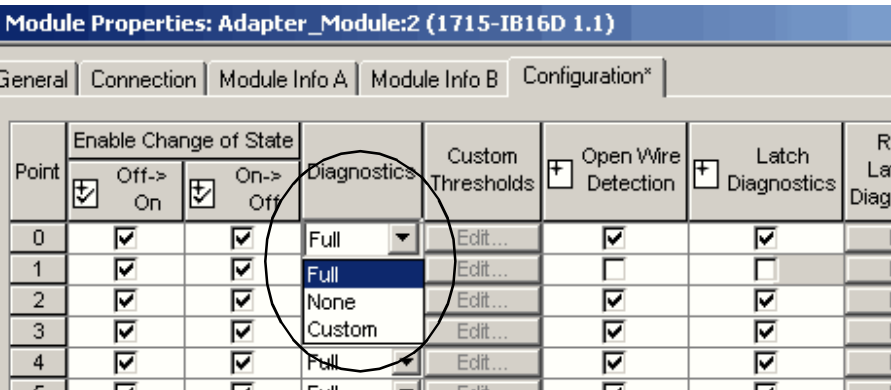 Module Properties: Adapter_Module:2 (1715-IB16D 1.1)
General Connection Module Info A Module Info B Configuration*
Point
Enable Change of State
Off->
On
On->
Off
Diagnostics
Custom
Thresholds
Open Wire
Detection
Latch
Diagnostics
0 Full Edit...
1 Full Edit...
2 None Edit...
3 Custom Edit...
4 Full Edit...